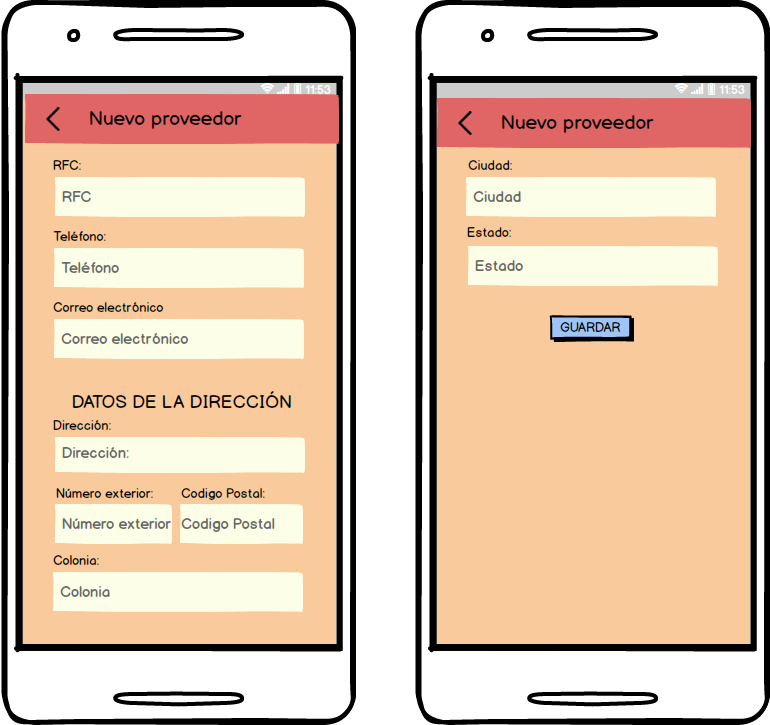 11:53
Nuevo proveedor
RFC:
RFC
Teléfono:
Teléfono
Correo electrónico
Correo electrónico
DATOS DE LA DIRECCIÓN
Dirección:
Dirección:
Número exterior: Codigo Postal:
Número exterior Codigo Postal
Colonia:
Colonia
11:53
Nuevo proveedor
Ciudad:
Ciudad
Estado:
Estado
GUARDAR